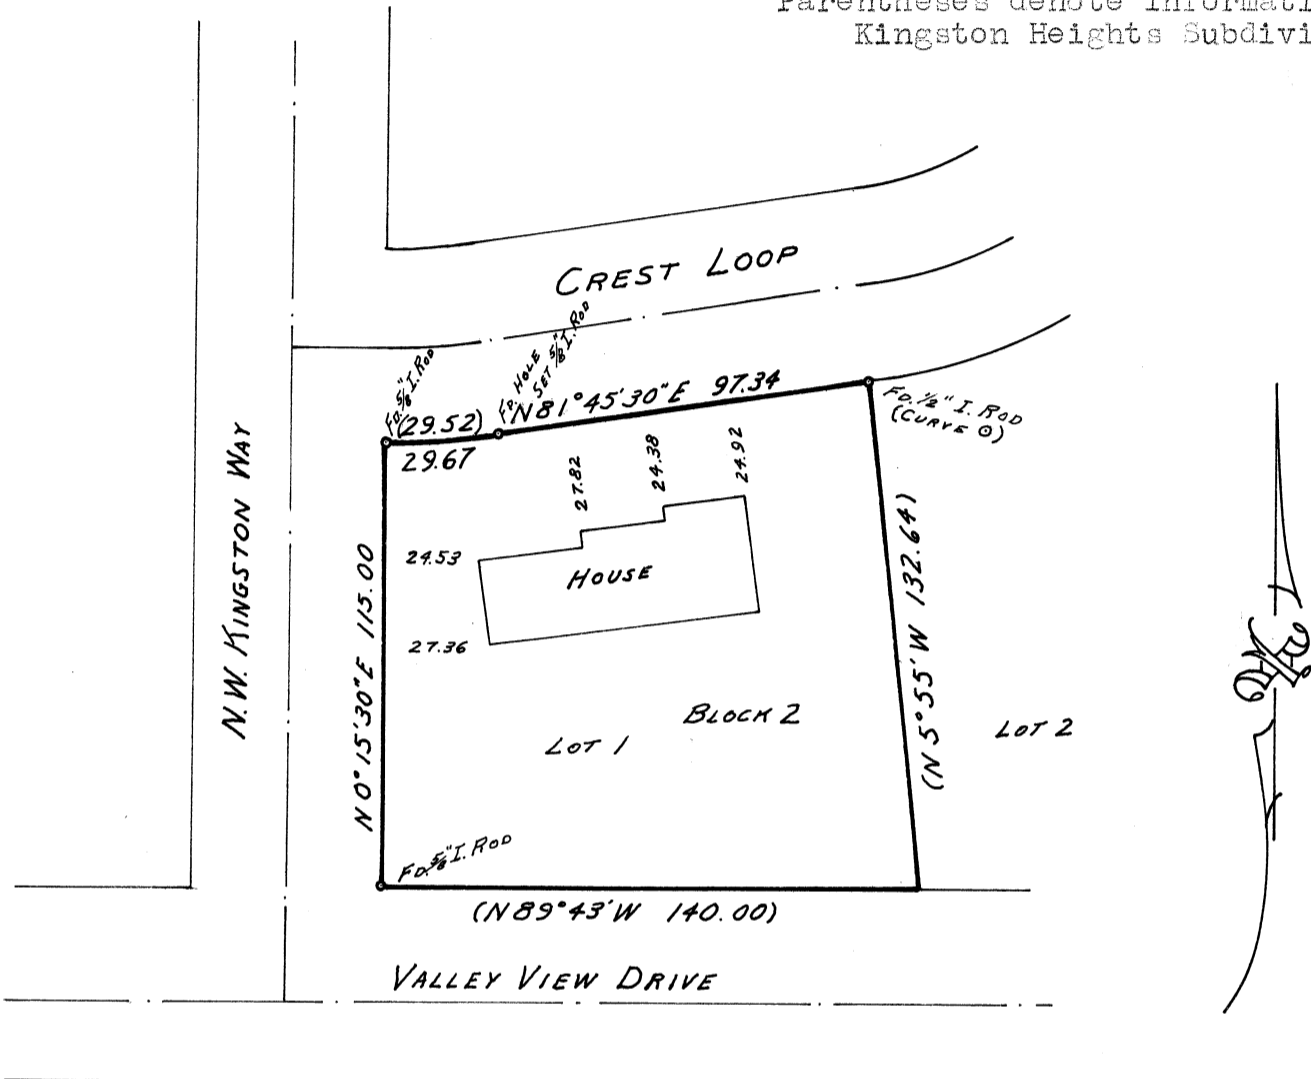 Parentheses denote informati
Kingston Heights Subdivi
CREST LOOP
FD. 5/8" I. ROD
FD. HOLE
SET 5/8" I. ROD
(29.52)
N81°45'30"E 97.34
29.67
FD. 1/2" I. ROD
(CURVE O)
27.82
24.38
24.92
N.W. KINGSTON WAY
N0°15'30"E 115.00
24.53
HOUSE
27.36
(N5°55'W 132.64)
BLOCK 2
LOT 1
LOT 2
FD. 5/8" I. ROD
(N89°43'W 140.00)
VALLEY VIEW DRIVE